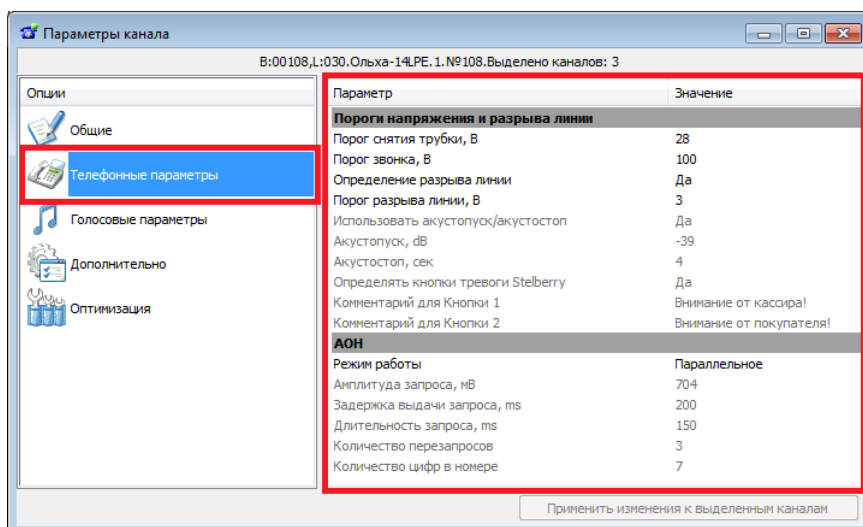 Параметры канала
B:00108,L:030.Ольха-14LPE.1.№108.Выделено каналов: 3
Опции
Общие
Телефонные параметры
Голосовые параметры
Дополнительно
Оптимизация
Параметр Значение
Пороги напряжения и разрыва линии
Порог снятия трубки, В 28
Порог звонка, В 100
Определение разрыва линии Да
Порог разрыва линии, В 3
Использовать акустопуск/акустостоп Да
Акустопуск, dB -39
Акустостоп, сек 4
Определять кнопки тревоги Stelberry Да
Комментарий для Кнопки 1 Внимание от кассира!
Комментарий для Кнопки 2 Внимание от покупателя!
АОН
Режим работы Параллельное
Амплитуда запроса, мВ 704
Задержка выдачи запроса, ms 200
Длительность запроса, ms 150
Количество перезапросов 3
Количество цифр в номере 7
Применить изменения к выделенным каналам